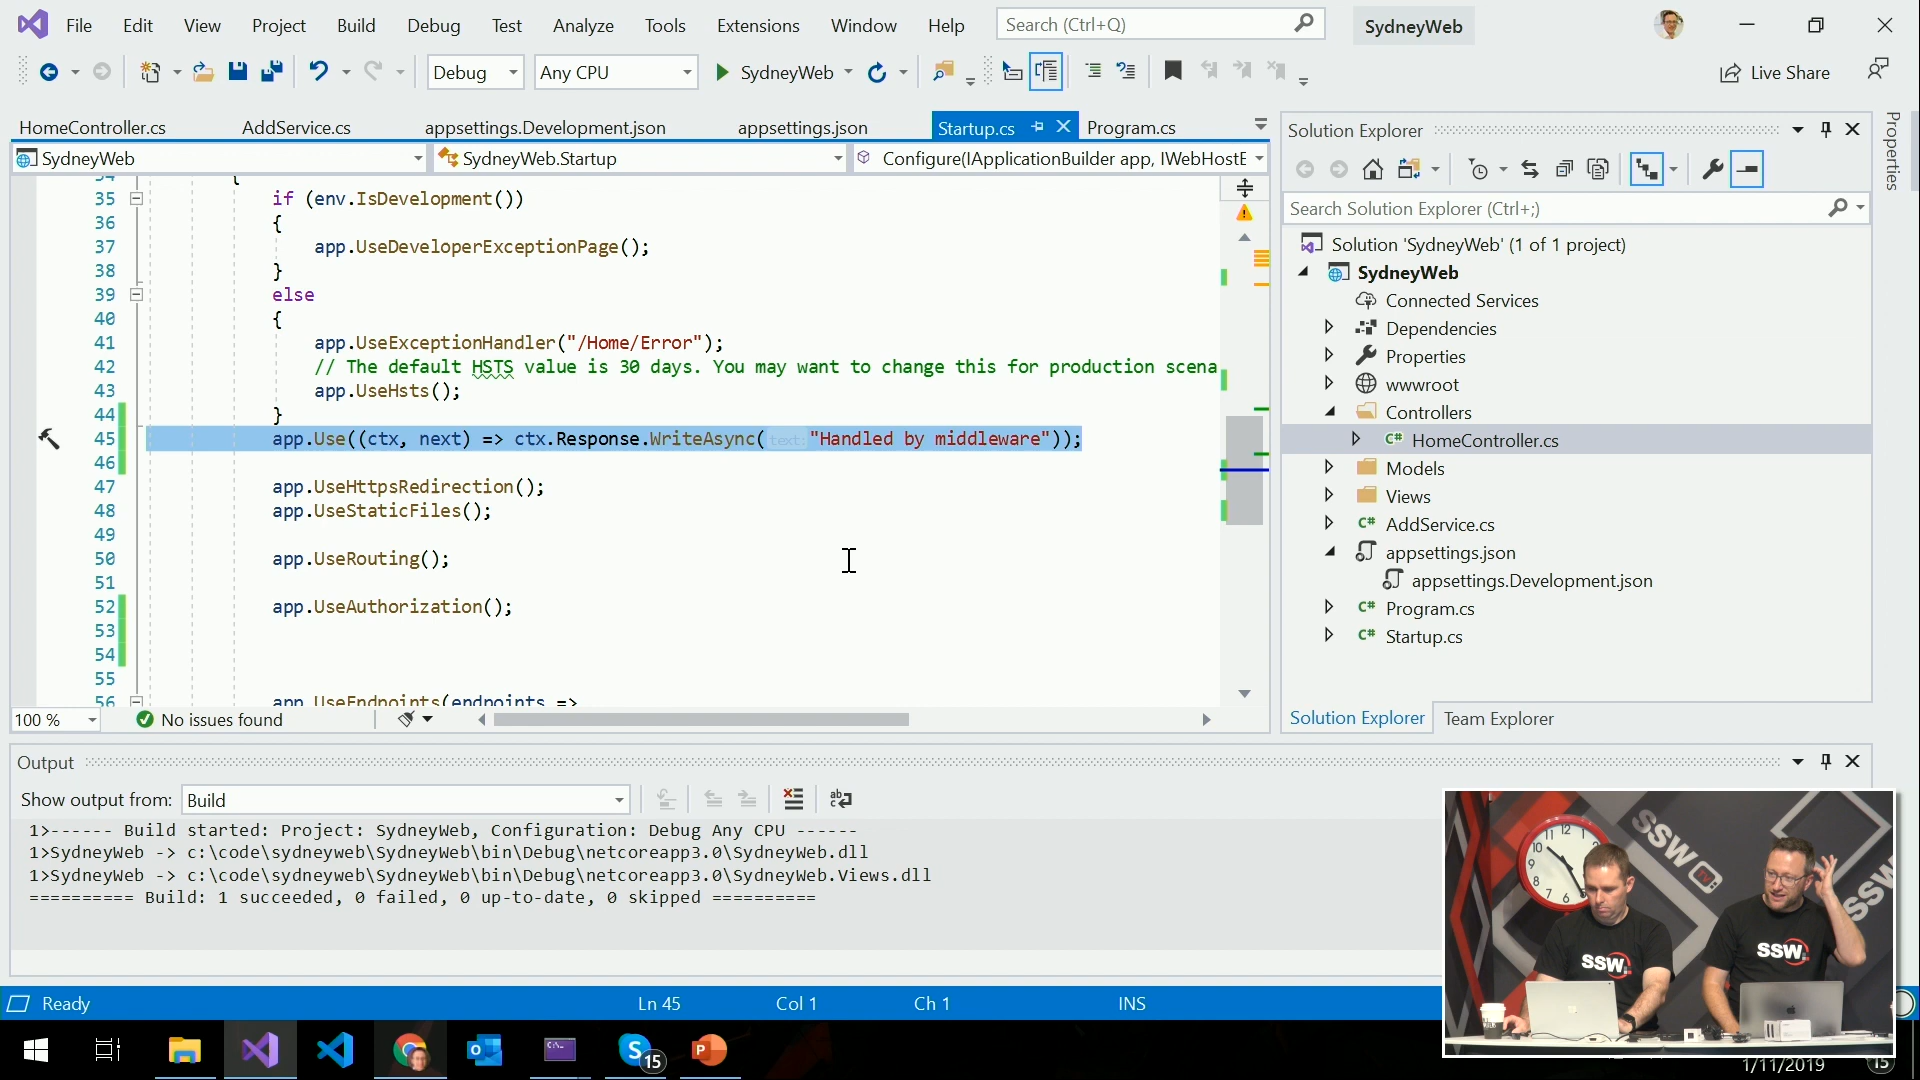 File Edit View Project Build Debug Test Analyze Tools Extensions Window Help Search (Ctrl+Q) SydneyWeb
Debug Any CPU SydneyWeb Live Share
HomeController.cs AddService.cs appsettings.Development.json appsettings.json Startup.cs Program.cs
SydneyWeb SydneyWeb.Startup Configure(IApplicationBuilder app, IWebHostE
35 if (env.IsDevelopment())
36 {
37 app.UseDeveloperExceptionPage();
38 }
39 else
40 {
41 app.UseExceptionHandler("/Home/Error");
42 // The default HSTS value is 30 days. You may want to change this for production scena
43 app.UseHsts();
44 }
45 app.Use((ctx, next) => ctx.Response.WriteAsync( text: "Handled by middleware"));
46
47 app.UseHttpsRedirection();
48 app.UseStaticFiles();
49
50 app.UseRouting();
51
52 app.UseAuthorization();
53
54
55
56 app.UseEndpoints(endpoints =>
100 % No issues found
Solution Explorer
Search Solution Explorer (Ctrl+;)
Solution 'SydneyWeb' (1 of 1 project)
SydneyWeb
Connected Services
Dependencies
Properties
wwwroot
Controllers
C# HomeController.cs
Models
Views
C# AddService.cs
appsettings.json
appsettings.Development.json
C# Program.cs
C# Startup.cs
Solution Explorer Team Explorer
Properties
Output
Show output from: Build
1>------ Build started: Project: SydneyWeb, Configuration: Debug Any CPU ------
1>SydneyWeb -> c:\code\sydneyweb\SydneyWeb\bin\Debug\netcoreapp3.0\SydneyWeb.dll
1>SydneyWeb -> c:\code\sydneyweb\SydneyWeb\bin\Debug\netcoreapp3.0\SydneyWeb.Views.dll
========== Build: 1 succeeded, 0 failed, 0 up-to-date, 0 skipped ==========
Ready Ln 45 Col 1 Ch 1 INS
SSW TV
SSW
SSW
SSW
15
1/11/2019
15